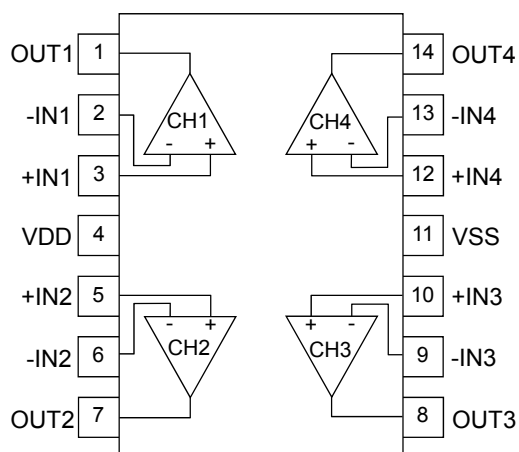 OUT1 1 14 OUT4
-IN1 2 CH1 CH4 13 -IN4
- + + -
+IN1 3 12 +IN4
VDD 4 11 VSS
+IN2 5 10 +IN3
- + + -
-IN2 6 CH2 CH3 9 -IN3
OUT2 7 8 OUT3